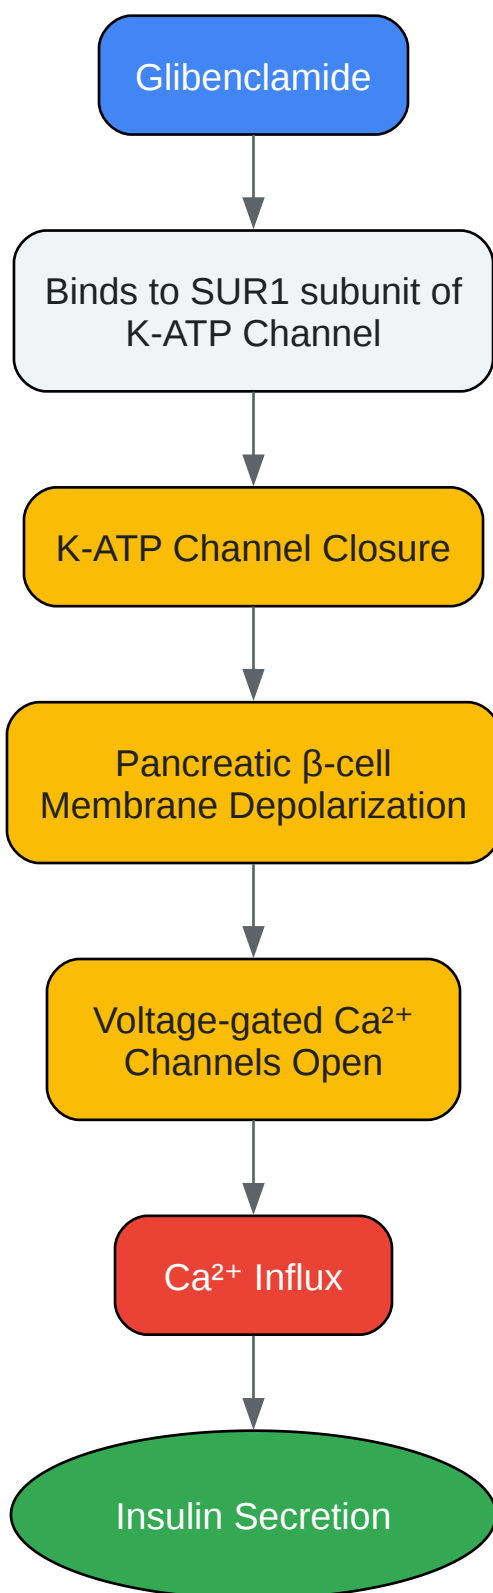 Glibenclamide
Binds to SUR1 subunit of
K-ATP Channel
K-ATP Channel Closure
Pancreatic β-cell
Membrane Depolarization
Voltage-gated Ca²⁺
Channels Open
Ca²⁺ Influx
Insulin Secretion